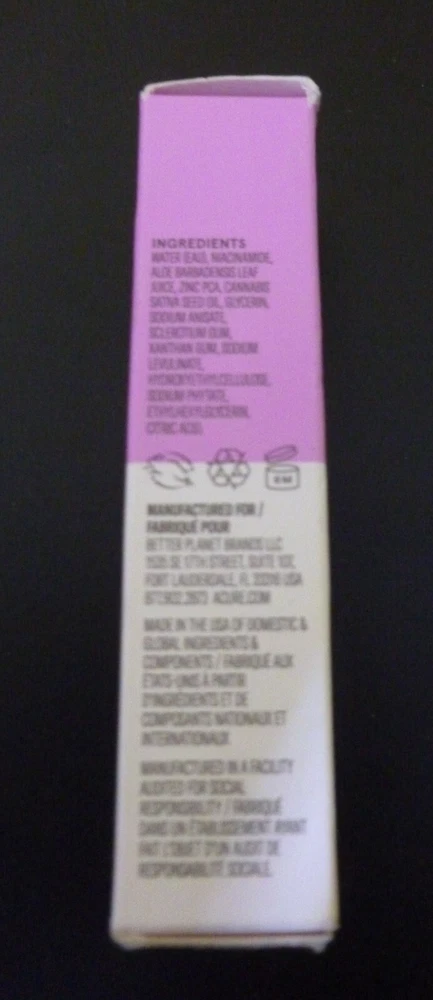 INGREDIENTS
WATER (EAU), NIACINAMIDE,
ALOE BARBADENSIS LEAF
JUICE, ZINC PCA, CANNABIS
SATIVA SEED OIL, GLYCERIN,
SODIUM ANISATE,
SCLEROTIUM GUM,
XANTHAN GUM, SODIUM
LEVULINATE,
HYDROXYETHYLCELLULOSE,
SODIUM PHYTATE,
ETHYLHEXYLGLYCERIN,
CITRIC ACID.
MANUFACTURED FOR /
FABRIQUÉ POUR
BETTER PLANET BRANDS LLC
1535 SE 17TH STREET, SUITE 107,
FORT LAUDERDALE, FL 33316 USA
877.902.2873 ACURE.COM
MADE IN THE USA OF DOMESTIC &
GLOBAL INGREDIENTS &
COMPONENTS / FABRIQUÉ AUX
ÉTATS-UNIS À PARTIR
D'INGRÉDIENTS ET DE
COMPOSANTS NATIONAUX ET
INTERNATIONAUX
MANUFACTURED IN A FACILITY
AUDITED FOR SOCIAL
RESPONSIBILITY / FABRIQUÉ
DANS UN ÉTABLISSEMENT AYANT
FAIT L'OBJET D'UN AUDIT DE
RESPONSABILITÉ SOCIALE.